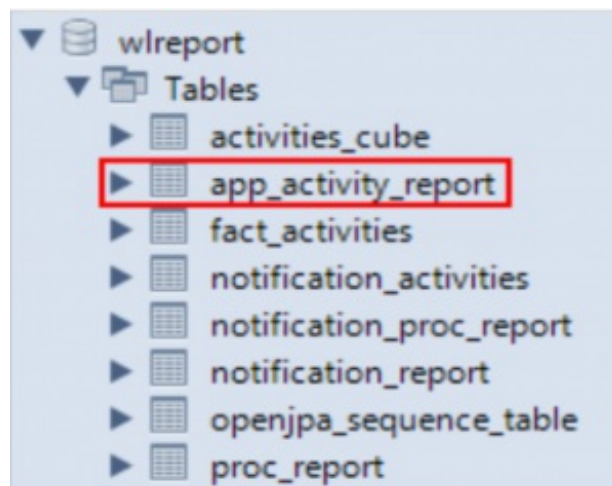 wlreport
Tables
activities_cube
app_activity_report
fact_activities
notification_activities
notification_proc_report
notification_report
openjpa_sequence_table
proc_report